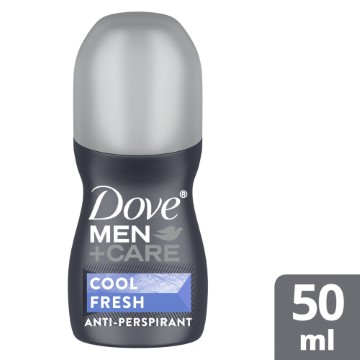 Dove®
MEN
+CARE
COOL
FRESH
ANTI-PERSPIRANT
50
ml